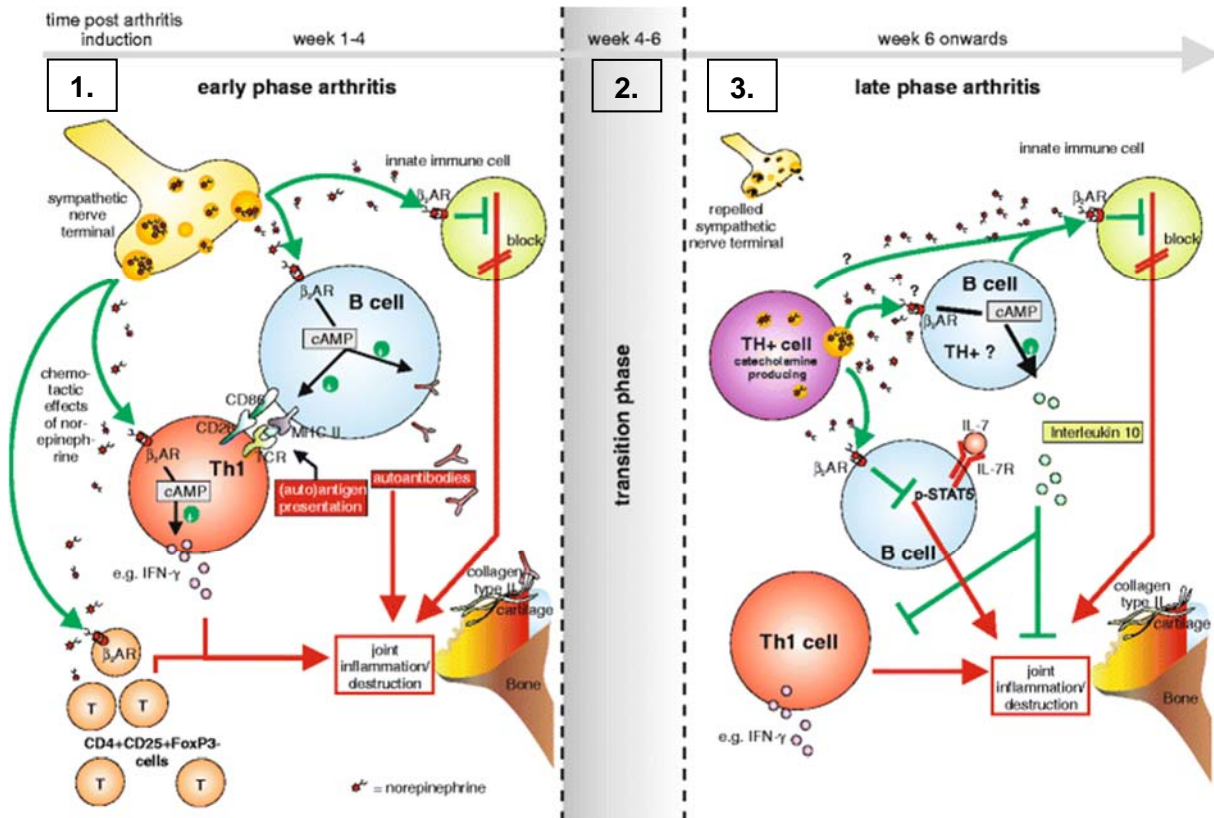 time post arthritis
induction
week 1-4
week 4-6
week 6 onwards
1.
early phase arthritis
2.
3.
late phase arthritis
sympathetic
nerve
terminal
innate immune cell
β₂AR
block
β₂AR
B cell
cAMP
chemo-
tactic
effects
of nor-
epineph-
rine
CD86
CD28
MHC II
TCR
β₂AR
Th1
cAMP
(auto)antigen
presentation
autoantibodies
e.g. IFN-γ
collagen
type II
cartilage
β₂AR
joint
inflammation/
destruction
Bone
T
T
CD4+CD25+FoxP3-
cells
T
T
= norepinephrine
transition phase
repelled
sympathetic
nerve terminal
innate immune cell
β₂AR
block
?
?
B cell
β₂AR
cAMP
TH+ ?
TH+ cell
catecholamine
producing
IL-7
IL-7R
Interleukin 10
β₂AR
p-STAT5
B cell
collagen
type II
cartilage
Th1 cell
joint
inflammation/
destruction
Bone
e.g. IFN-γ